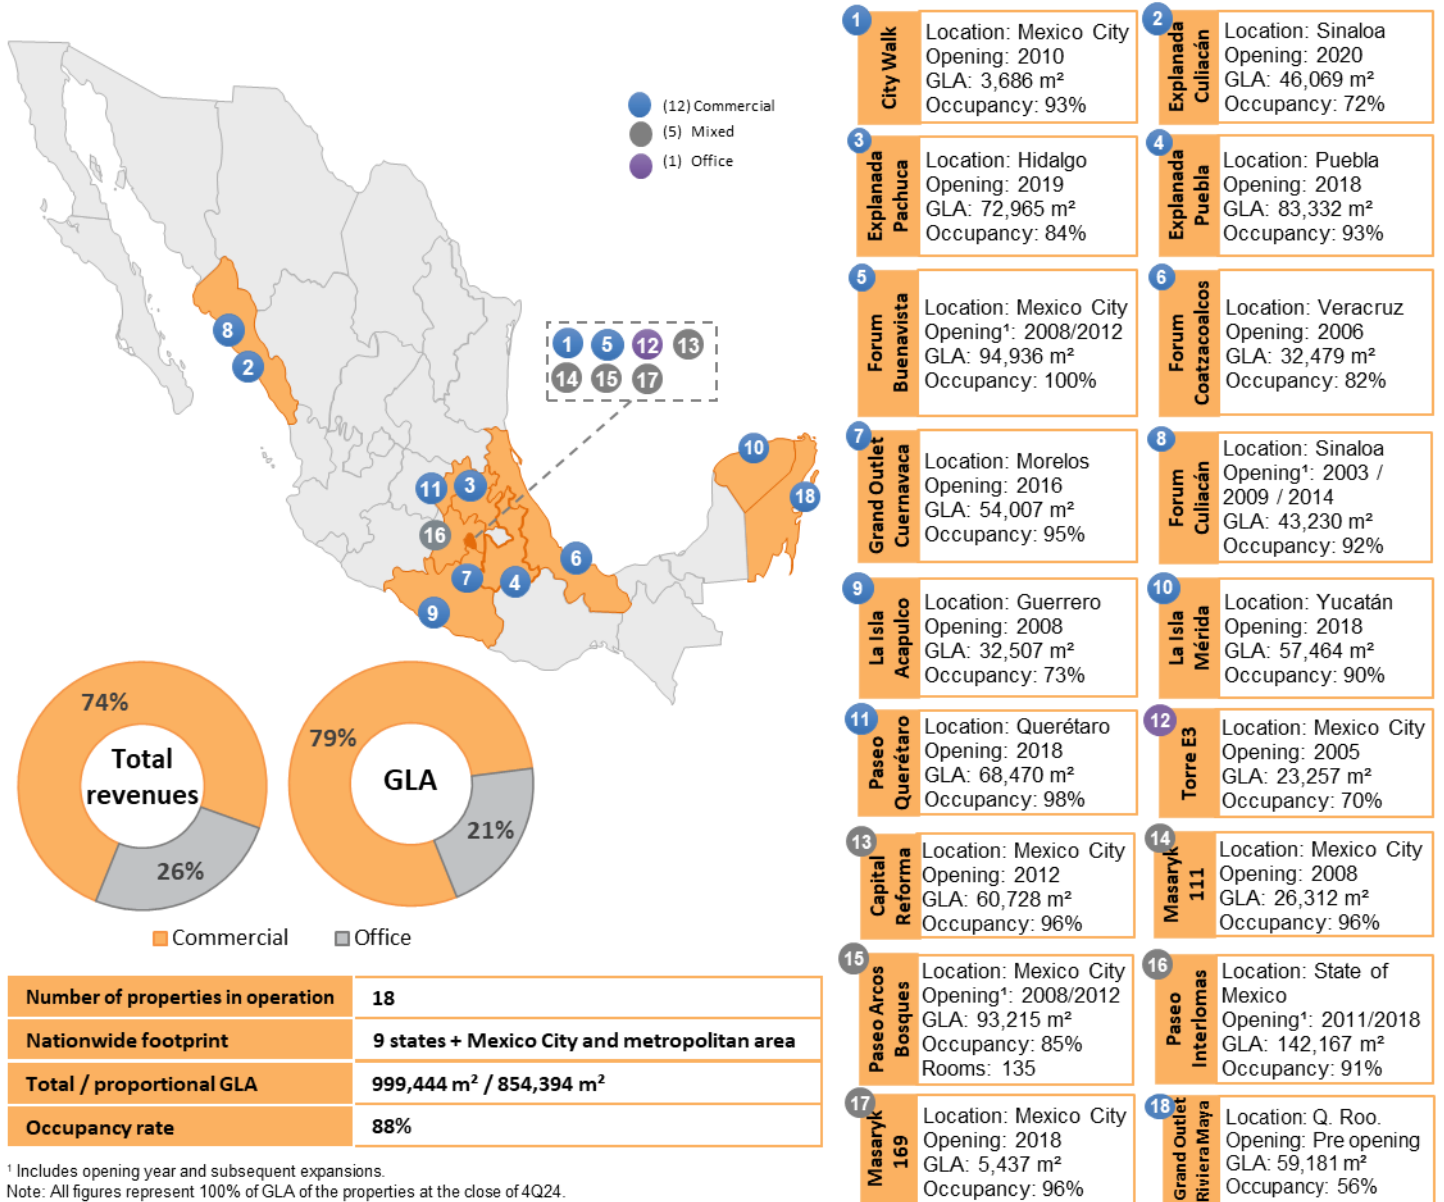 (12) Commercial
(5) Mixed
(1) Office
8
2
1
5
12
13
14
15
17
10
18
11
3
16
6
7
4
9
74%
Total
revenues
26%
79%
GLA
21%
Commercial
Office
Number of properties in operation
18
Nationwide footprint
9 states + Mexico City and metropolitan area
Total / proportional GLA
999,444 m² / 854,394 m²
Occupancy rate
88%
¹ Includes opening year and subsequent expansions.
Note: All figures represent 100% of GLA of the properties at the close of 4Q24.
1
City Walk
Location: Mexico City
Opening: 2010
GLA: 3,686 m²
Occupancy: 93%
2
Explanada
Culiacán
Location: Sinaloa
Opening: 2020
GLA: 46,069 m²
Occupancy: 72%
3
Explanada
Pachuca
Location: Hidalgo
Opening: 2019
GLA: 72,965 m²
Occupancy: 84%
4
Explanada
Puebla
Location: Puebla
Opening: 2018
GLA: 83,332 m²
Occupancy: 93%
5
Forum
Buenavista
Location: Mexico City
Opening¹: 2008/2012
GLA: 94,936 m²
Occupancy: 100%
6
Forum
Coatzacoalcos
Location: Veracruz
Opening: 2006
GLA: 32,479 m²
Occupancy: 82%
7
Grand Outlet
Cuernavaca
Location: Morelos
Opening: 2016
GLA: 54,007 m²
Occupancy: 95%
8
Forum
Culiacán
Location: Sinaloa
Opening¹: 2003 /
2009 / 2014
GLA: 43,230 m²
Occupancy: 92%
9
La Isla
Acapulco
Location: Guerrero
Opening: 2008
GLA: 32,507 m²
Occupancy: 73%
10
La Isla
Mérida
Location: Yucatán
Opening: 2018
GLA: 57,464 m²
Occupancy: 90%
11
Paseo
Querétaro
Location: Querétaro
Opening: 2018
GLA: 68,470 m²
Occupancy: 98%
12
Torre E3
Location: Mexico City
Opening: 2005
GLA: 23,257 m²
Occupancy: 70%
13
Capital
Reforma
Location: Mexico City
Opening: 2012
GLA: 60,728 m²
Occupancy: 96%
14
Masaryk
111
Location: Mexico City
Opening: 2008
GLA: 26,312 m²
Occupancy: 96%
15
Paseo Arcos
Bosques
Location: Mexico City
Opening¹: 2008/2012
GLA: 93,215 m²
Occupancy: 85%
Rooms: 135
16
Paseo
Interlomas
Location: State of
Mexico
Opening¹: 2011/2018
GLA: 142,167 m²
Occupancy: 91%
17
Masaryk
169
Location: Mexico City
Opening: 2018
GLA: 5,437 m²
Occupancy: 96%
18
Grand Outlet
Riviera Maya
Location: Q. Roo.
Opening: Pre opening
GLA: 59,181 m²
Occupancy: 56%